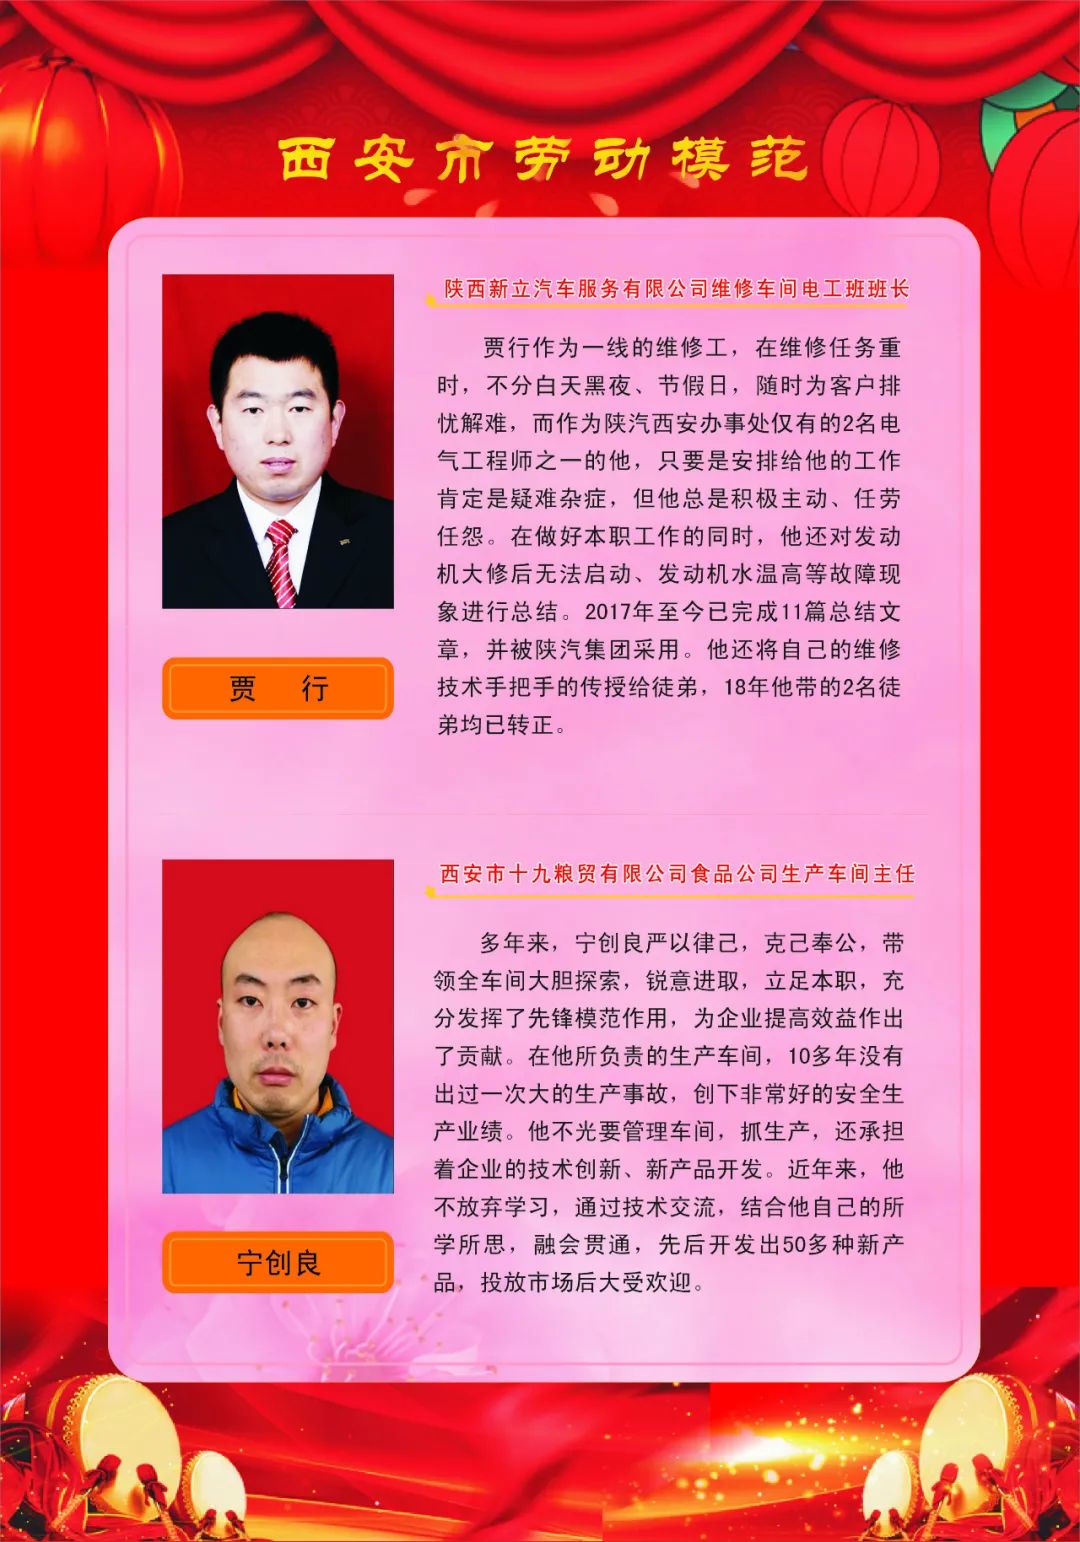 西安市劳动模范
陕西新立汽车服务有限公司维修车间电工班班长
贾行作为一线的维修工，在维修任务重
时，不分白天黑夜、节假日，随时为客户排
忧解难，而作为陕汽西安办事处仅有的2名电
气工程师之一的他，只要是安排给他的工作
肯定是疑难杂症，但他总是积极主动、任劳
任怨。在做好本职工作的同时，他还对发动
机大修后无法启动、发动机水温高等故障现
象进行总结。2017年至今已完成11篇总结文
章，并被陕汽集团采用。他还将自己的维修
技术手把手的传授给徒弟，18年他带的2名徒
弟均已转正。
贾 行
西安市十九粮贸有限公司食品公司生产车间主任
多年来，宁创良严以律己，克己奉公，带
领全车间大胆探索，锐意进取，立足本职，充
分发挥了先锋模范作用，为企业提高效益作出
了贡献。在他所负责的生产车间，10多年没有
出过一次大的生产事故，创下非常好的安全生
产业绩。他不光要管理车间，抓生产，还承担
着企业的技术创新、新产品开发。近年来，他
不放弃学习，通过技术交流，结合他自己的所
学所思，融会贯通，先后开发出50多种新产
品，投放市场后大受欢迎。
宁创良